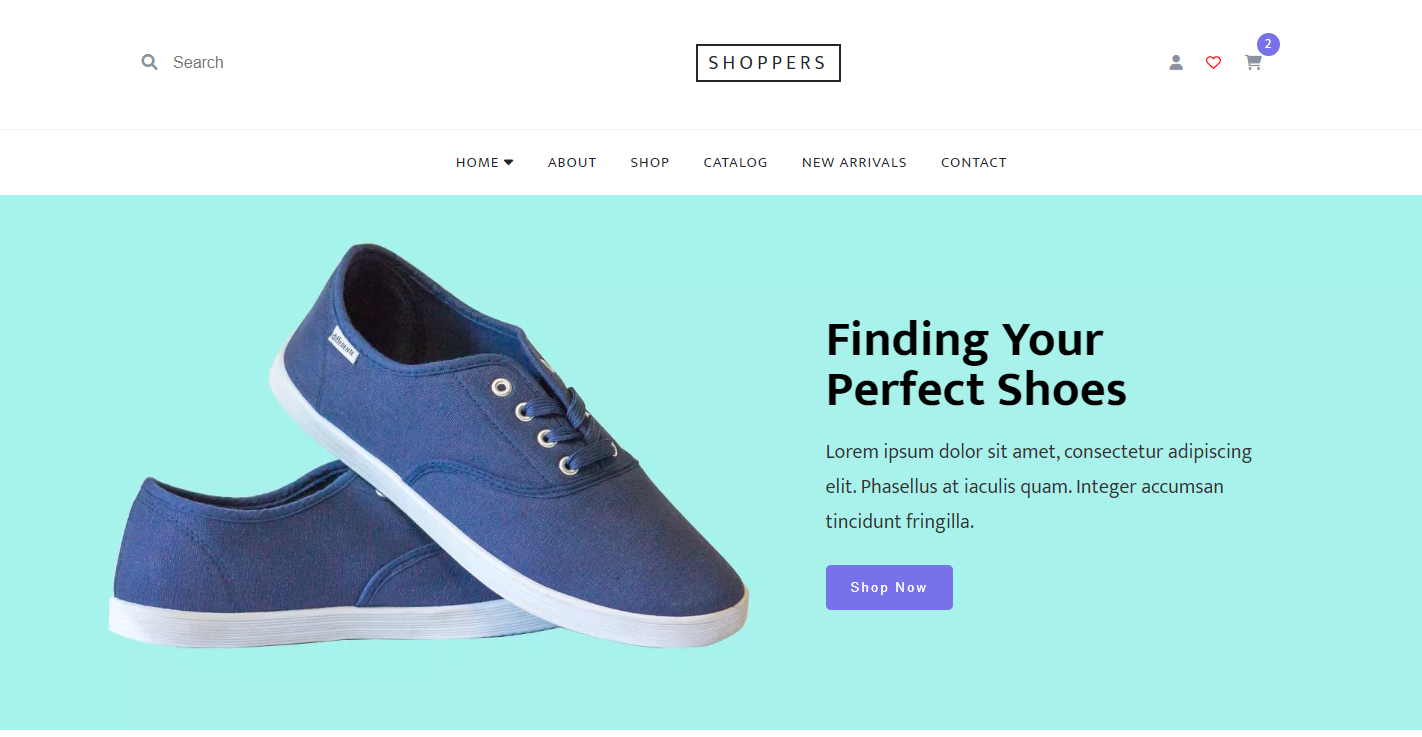 Search
SHOPPERS
2
HOME
ABOUT
SHOP
CATALOG
NEW ARRIVALS
CONTACT
Finding Your
Perfect Shoes
Lorem ipsum dolor sit amet, consectetur adipiscing
elit. Phasellus at iaculis quam. Integer accumsan
tincidunt fringilla.
Shop Now